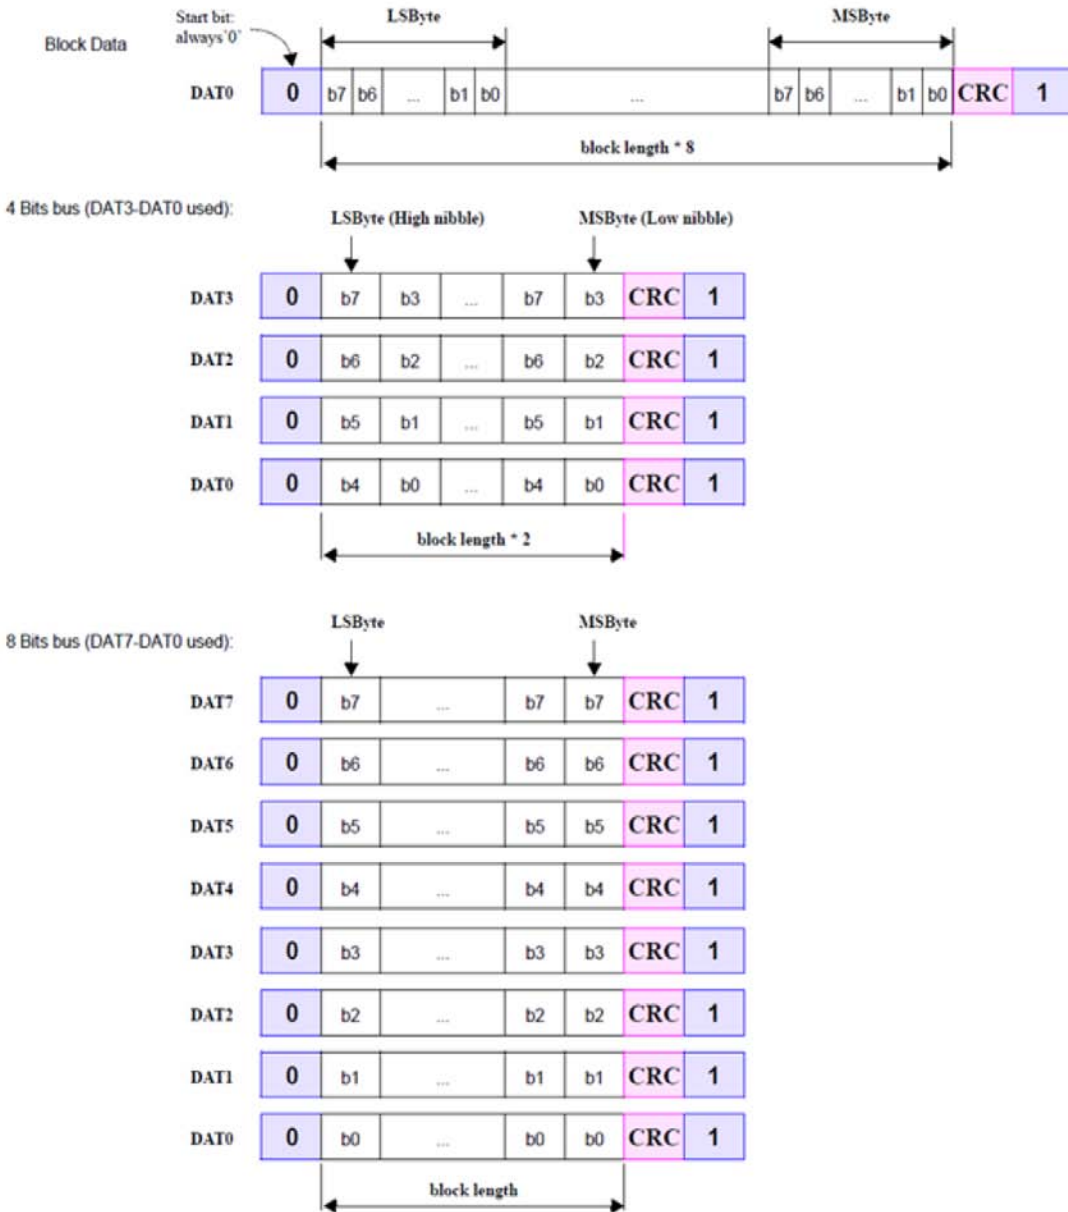 Start bit: LSByte MSByte
Block Data always'0'
DAT0 0 b7 b6 ... b1 b0 ... b7 b6 ... b1 b0 CRC 1
block length * 8
4 Bits bus (DAT3-DAT0 used):
LSByte (High nibble) MSByte (Low nibble)
DAT3 0 b7 b3 ... b7 b3 CRC 1
DAT2 0 b6 b2 ... b6 b2 CRC 1
DAT1 0 b5 b1 ... b5 b1 CRC 1
DAT0 0 b4 b0 ... b4 b0 CRC 1
block length * 2
LSByte MSByte
8 Bits bus (DAT7-DAT0 used):
DAT7 0 b7 ... b7 b7 CRC 1
DAT6 0 b6 ... b6 b6 CRC 1
DAT5 0 b5 ... b5 b5 CRC 1
DAT4 0 b4 ... b4 b4 CRC 1
DAT3 0 b3 ... b3 b3 CRC 1
DAT2 0 b2 ... b2 b2 CRC 1
DAT1 0 b1 ... b1 b1 CRC 1
DAT0 0 b0 ... b0 b0 CRC 1
block length